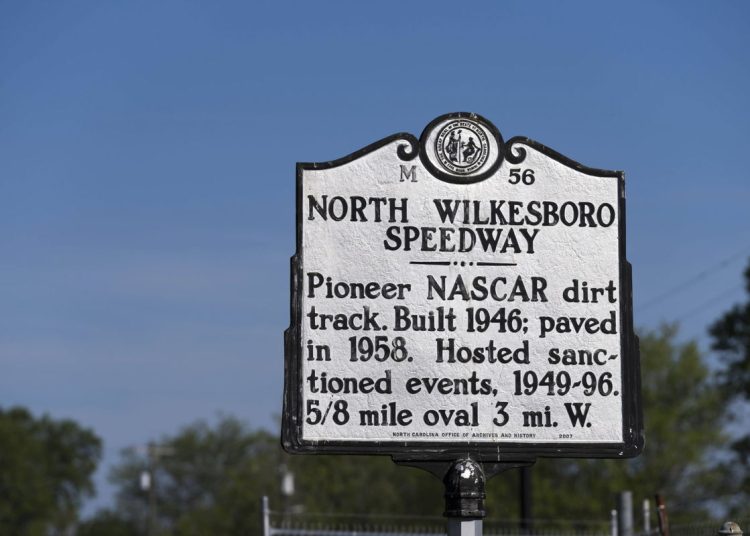 M 56
NORTH WILKESBORO
SPEEDWAY
Pioneer NASCAR dirt
track. Built 1946; paved
in 1958. Hosted sanc-
tioned events, 1949-96.
5/8 mile oval 3 mi. W.
NORTH CAROLINA OFFICE OF ARCHIVES AND HISTORY 2007